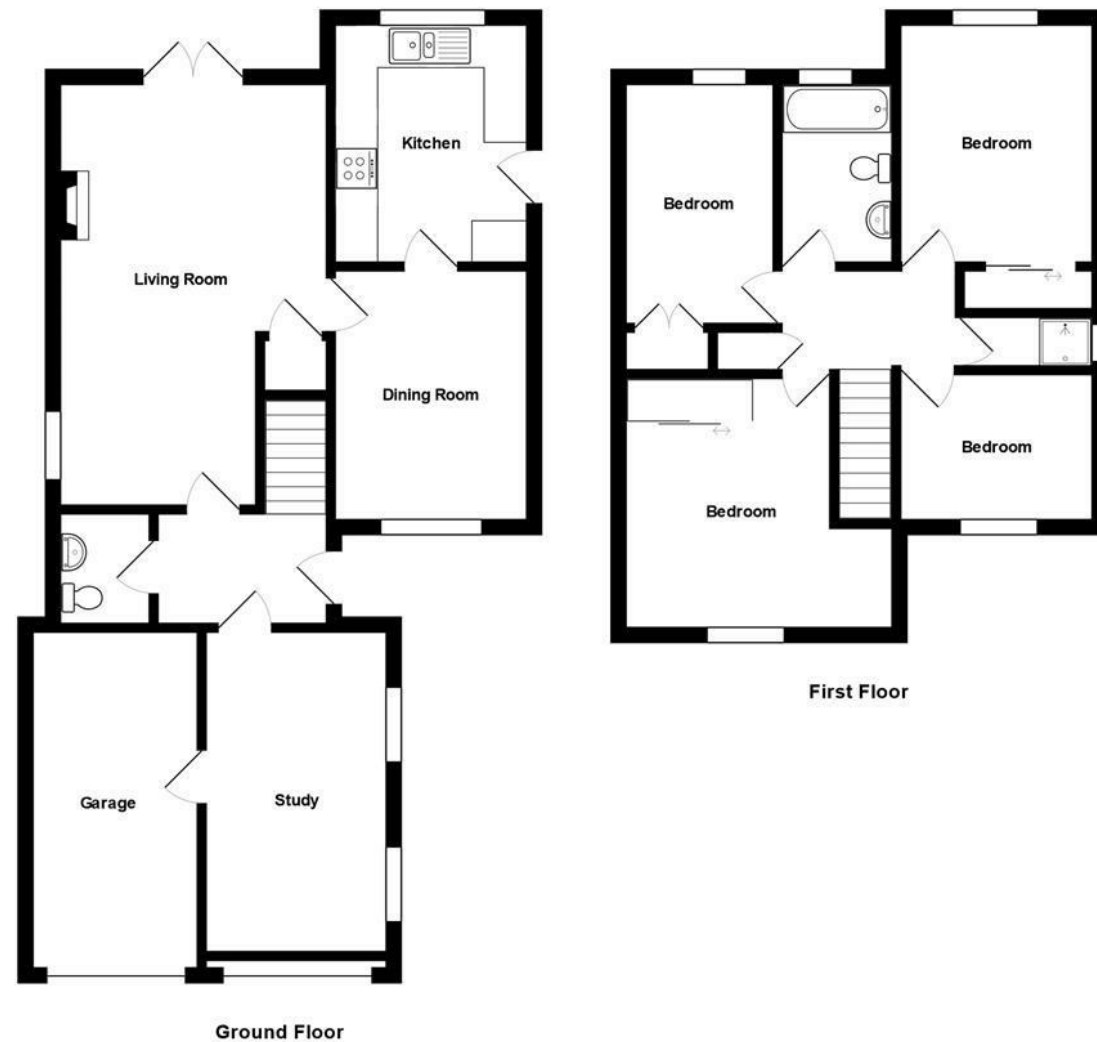 Kitchen
Living Room
Dining Room
Garage
Study
Ground Floor
Bedroom
Bedroom
Bedroom
Bedroom
First Floor